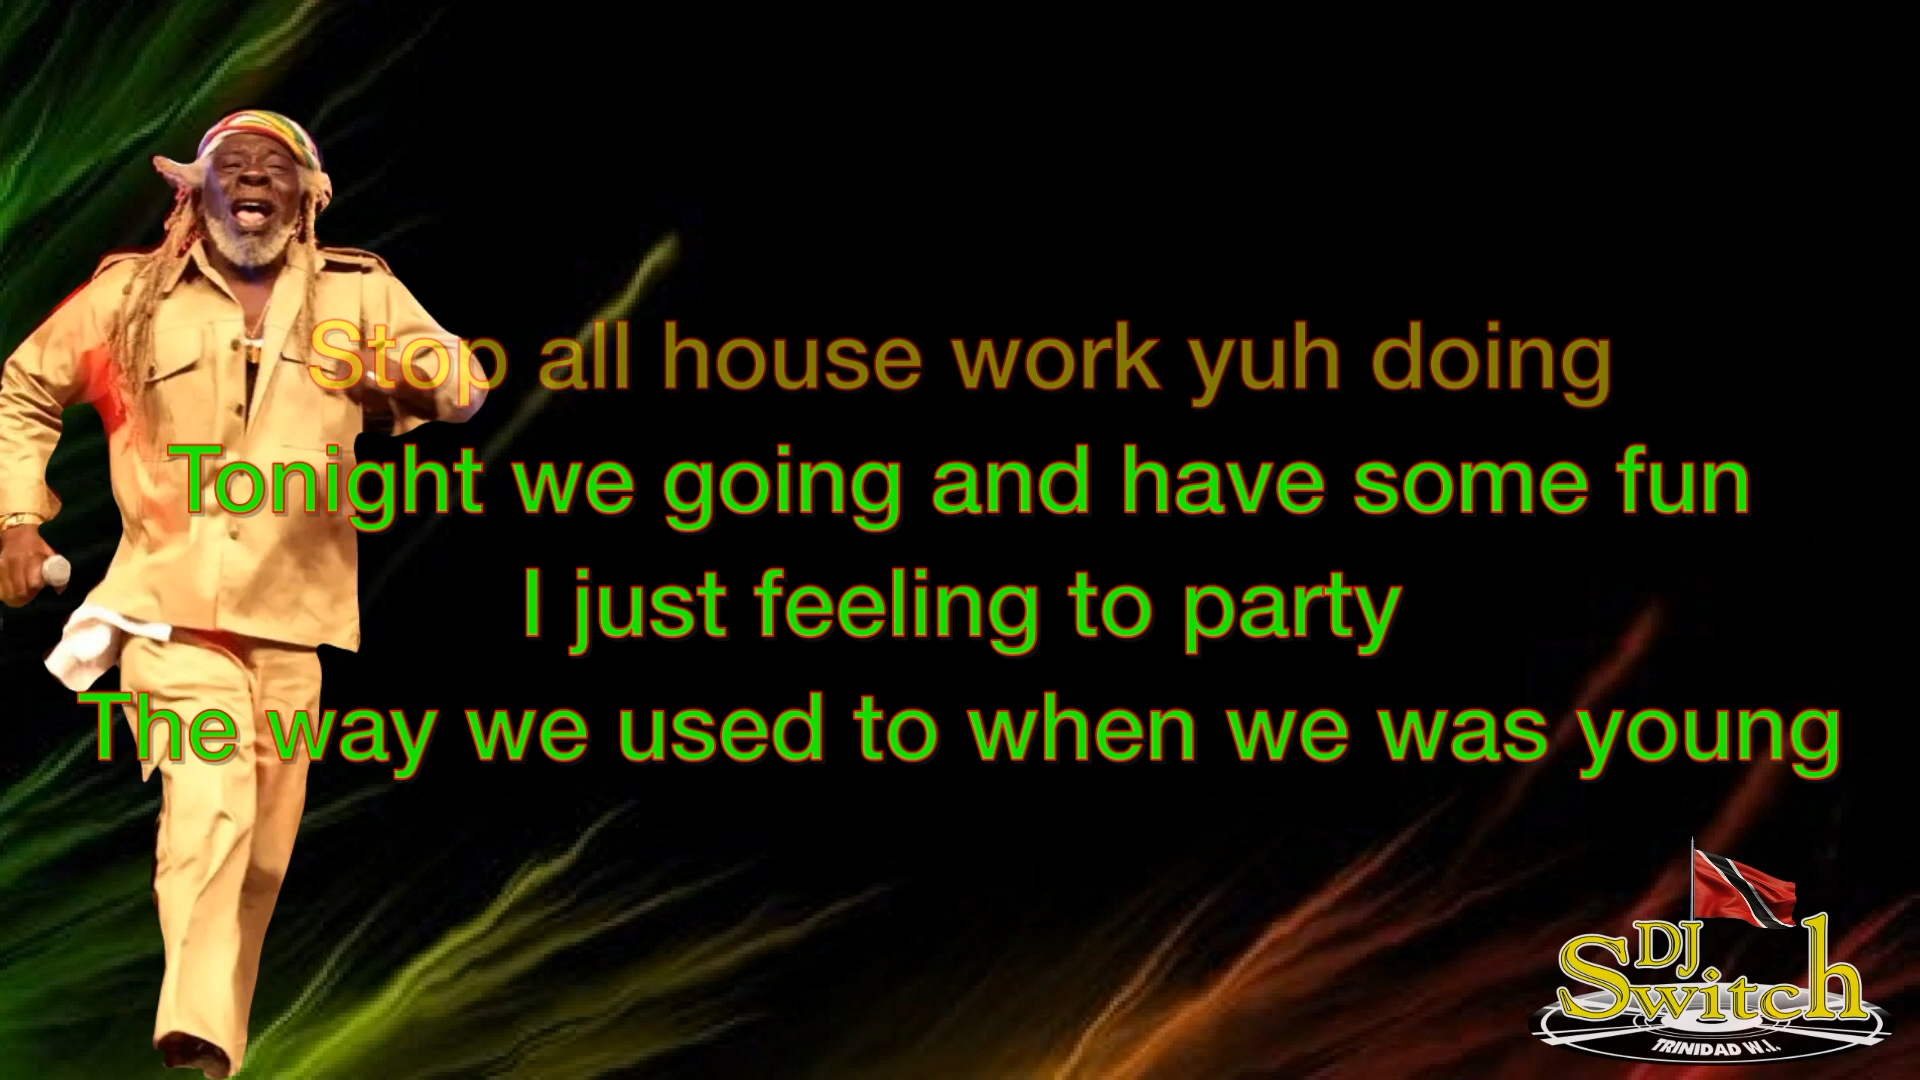 Stop all house work yuh doing
Tonight we going and have some fun
I just feeling to party
The way we used to when we was young
DJ
Switch
TRINIDAD W.I.